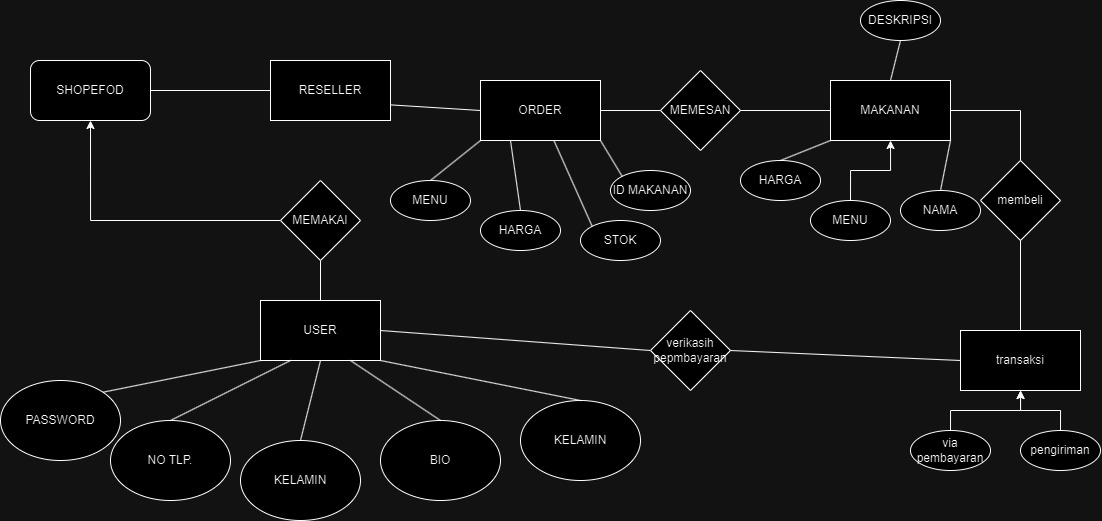 DESKRIPSI
SHOPEFOD
RESELLER
ORDER
MEMESAN
MAKANAN
MENU
HARGA
STOK
ID MAKANAN
HARGA
MENU
NAMA
membeli
MEMAKAI
USER
verikasih
pepmbayaran
transaksi
PASSWORD
NO TLP.
KELAMIN
BIO
KELAMIN
via
pembayaran
pengiriman